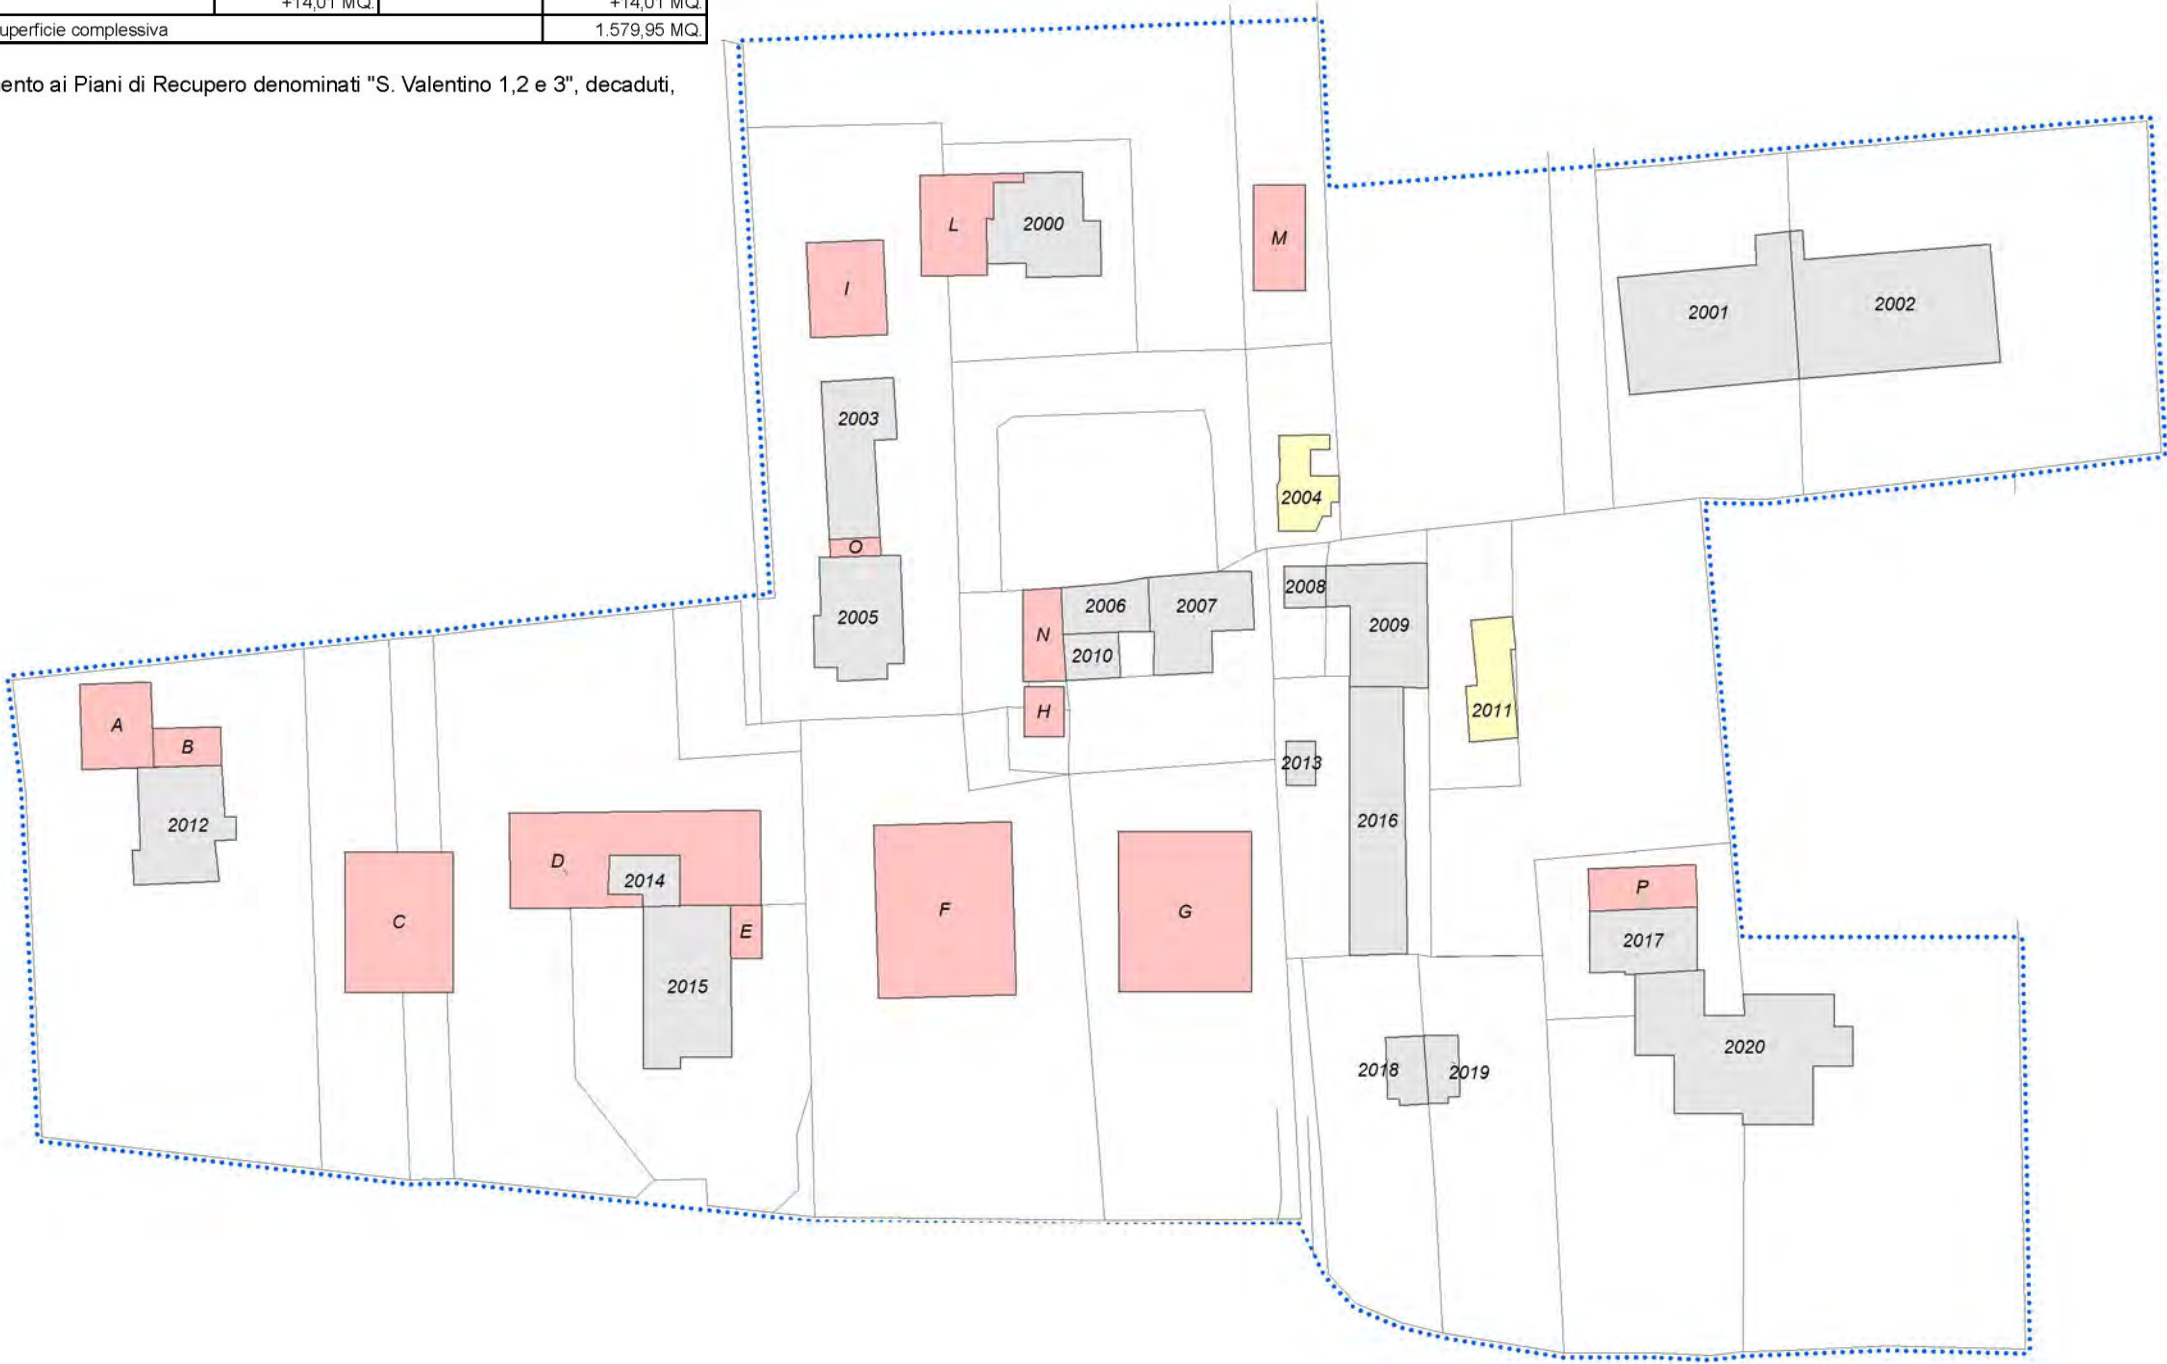 +14,01 MQ. +14,01 MQ.
uperficie complessiva 1.579,95 MQ.
ento ai Piani di Recupero denominati "S. Valentino 1,2 e 3", decaduti,
L
2000
M
I
2001
2002
2003
2004
O
2005
2006
2007
2008
2009
N
2010
H
2011
A
B
2013
2012
2016
D
2014
C
E
F
G
P
2017
2015
2018
2019
2020